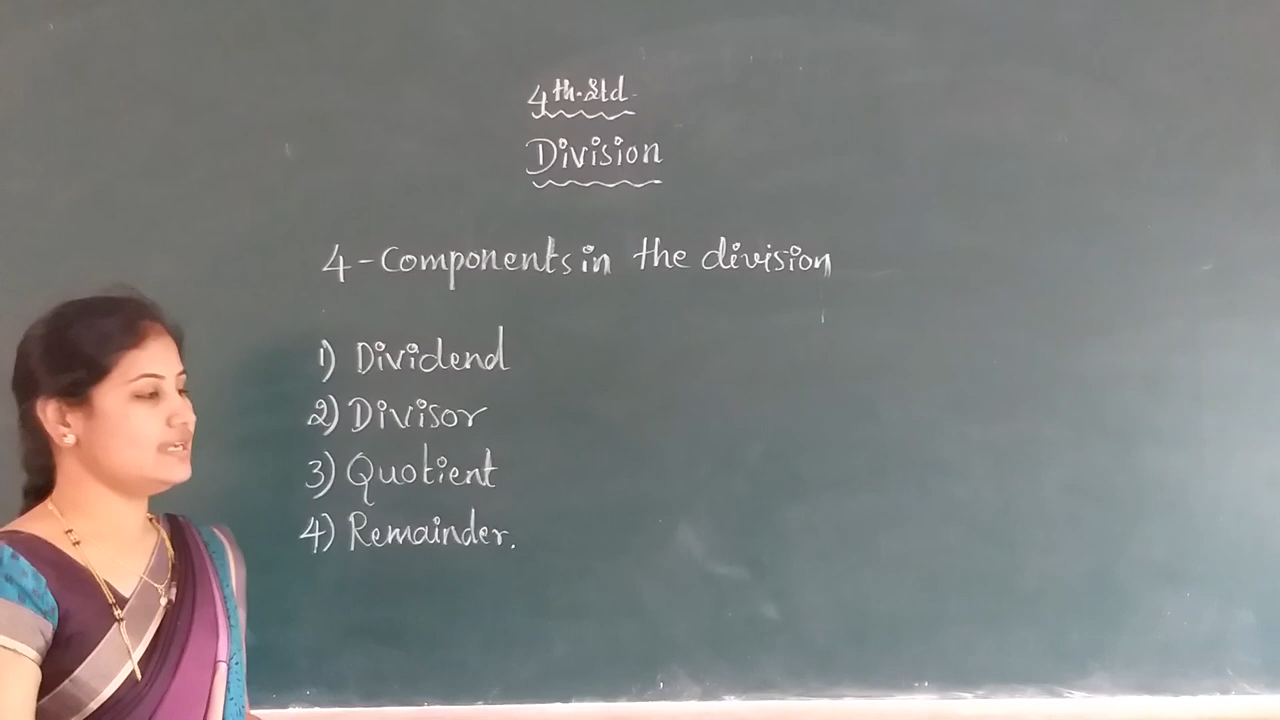 4th.Std.
Division
4-Components in the division
1) Dividend
2) Divisor
3) Quotient
4) Remainder.